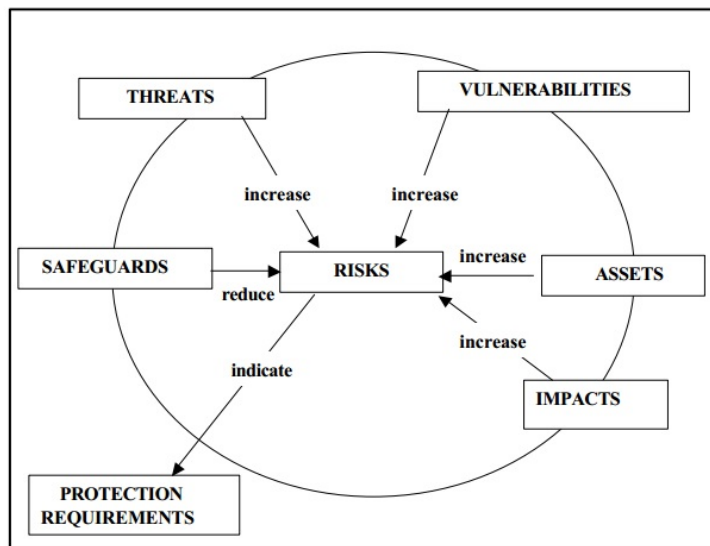 THREATS
VULNERABILITIES
increase
increase
SAFEGUARDS
RISKS
increase
ASSETS
reduce
increase
indicate
IMPACTS
PROTECTION
REQUIREMENTS